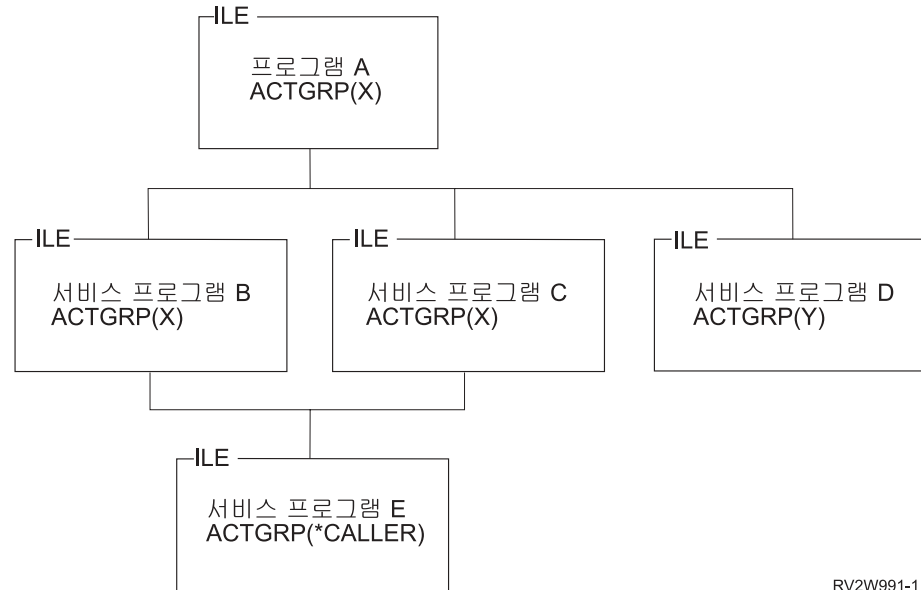 ILE
프로그램 A
ACTGRP(X)
ILE
서비스 프로그램 B
ACTGRP(X)
ILE
서비스 프로그램 C
ACTGRP(X)
ILE
서비스 프로그램 D
ACTGRP(Y)
ILE
서비스 프로그램 E
ACTGRP(*CALLER)
RV2W991-1